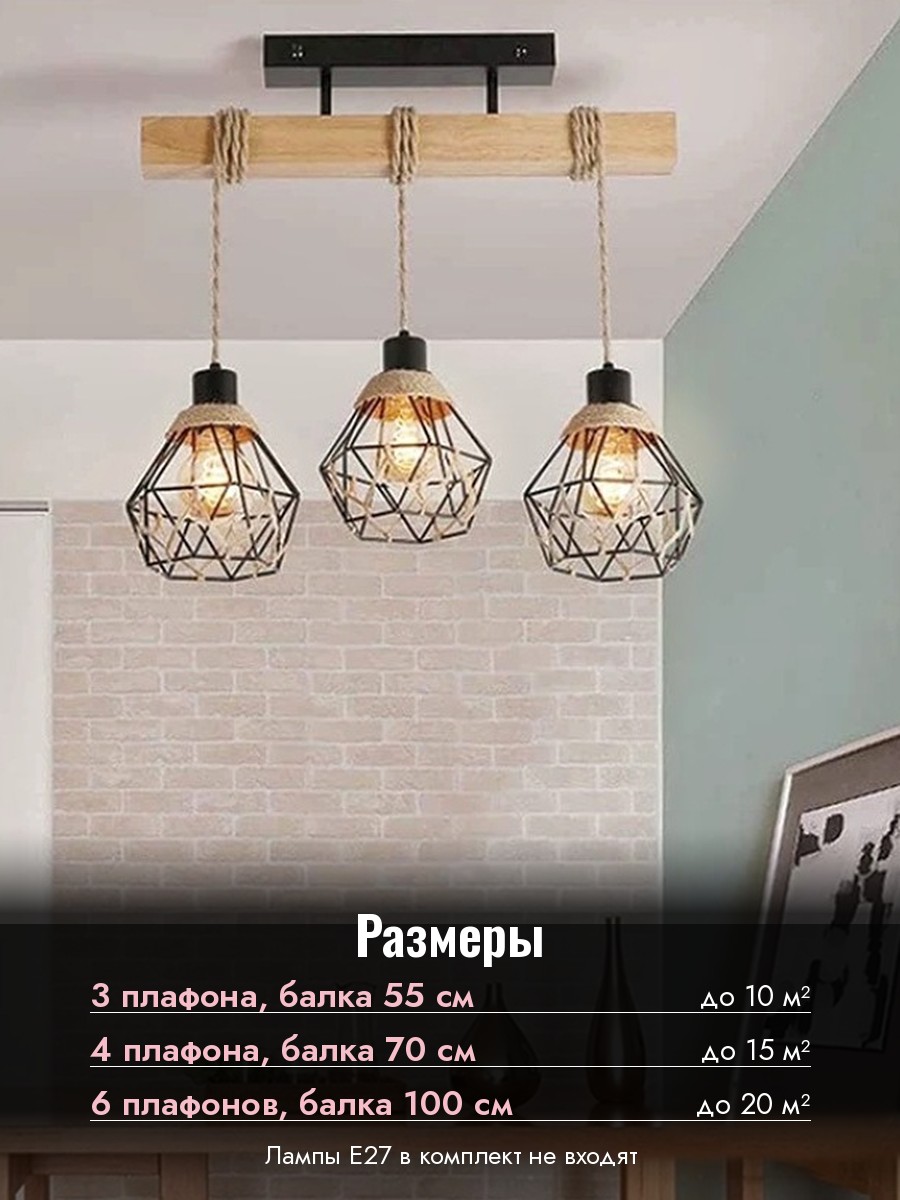 Размеры
3 плафона, балка 55 см до 10 м²
4 плафона, балка 70 см до 15 м²
6 плафонов, балка 100 см до 20 м²
Лампы Е27 в комплект не входят